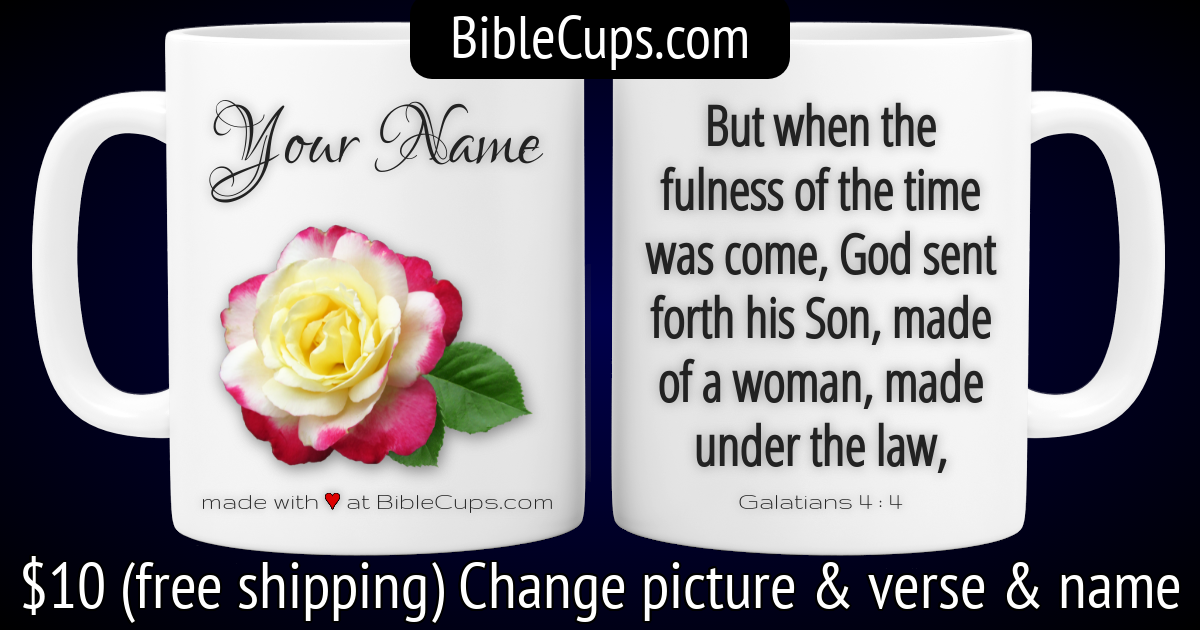 BibleCups.com
Your Name
made with ♥ at BibleCups.com
But when the
fulness of the time
was come, God sent
forth his Son, made
of a woman, made
under the law,
Galatians 4 : 4
$10 (free shipping) Change picture & verse & name